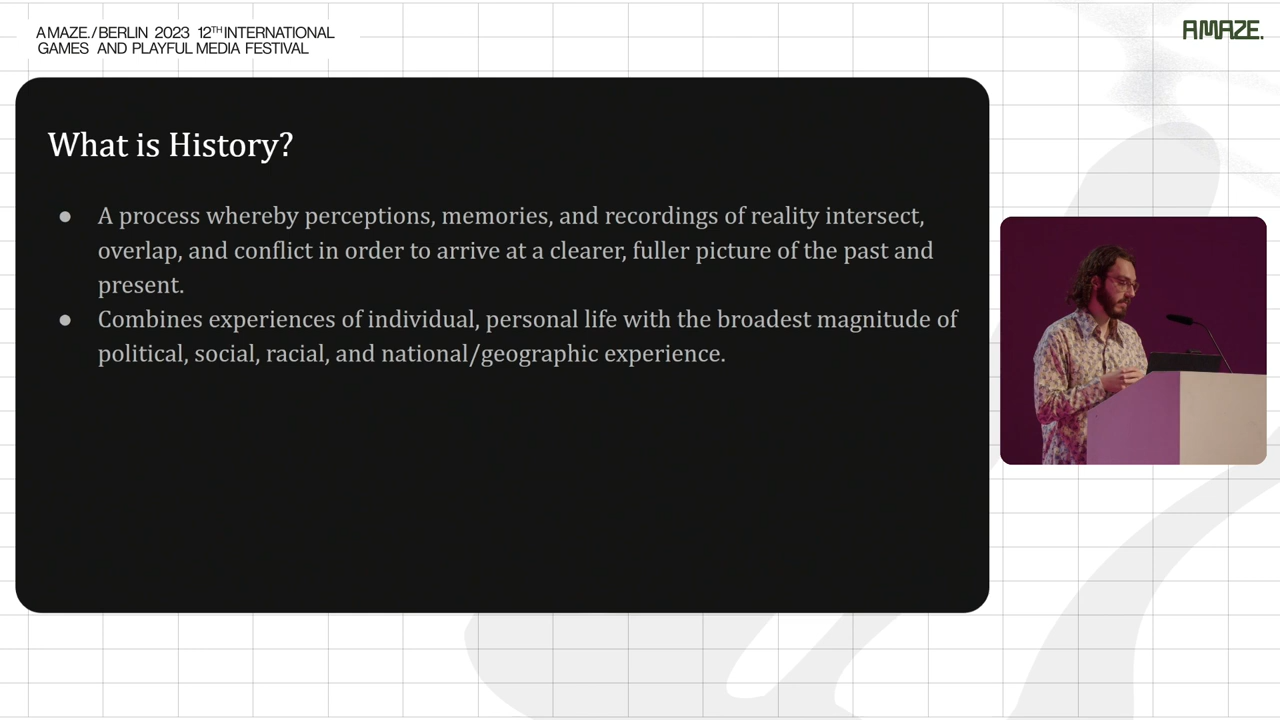 A MAZE. / BERLIN 2023 12TH INTERNATIONAL
GAMES AND PLAYFUL MEDIA FESTIVAL
AMAZE.
What is History?
● A process whereby perceptions, memories, and recordings of reality intersect,
overlap, and conflict in order to arrive at a clearer, fuller picture of the past and
present.
● Combines experiences of individual, personal life with the broadest magnitude of
political, social, racial, and national/geographic experience.